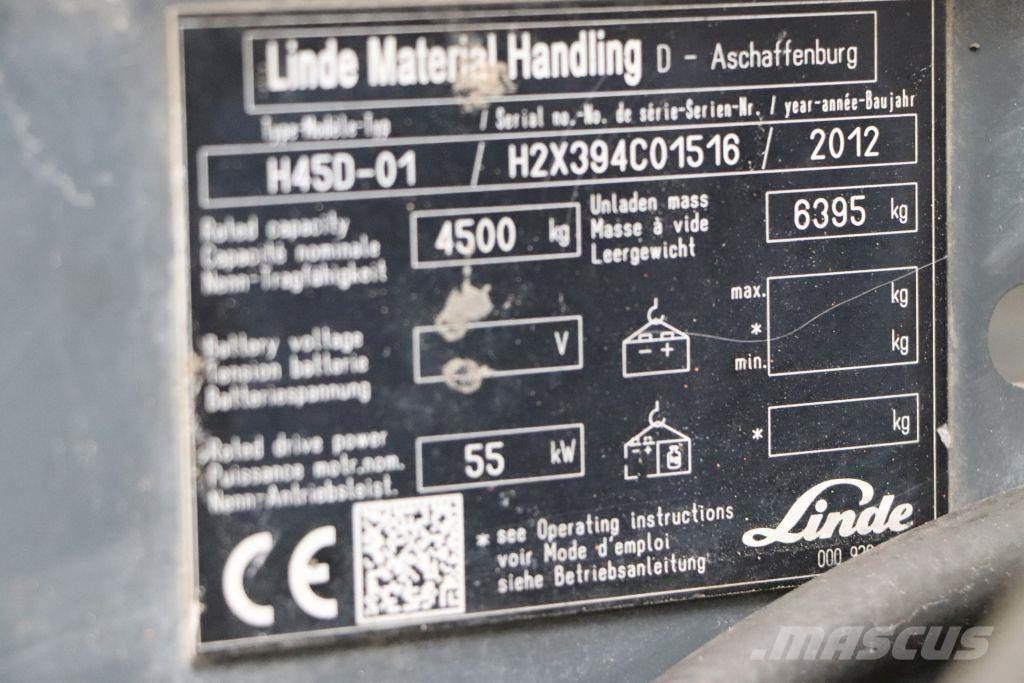 Linde Material Handling D - Aschaffenburg
Type-Modèle-Typ / Serial no.-No. de série-Serien-Nr. / year-année-Baujahr
H45D-01 / H2X394C01516 / 2012
Rated capacity
Capacité nominale
Nenn-Tragfähigkeit
4500 kg
Unladen mass
Masse à vide
Leergewicht
6395 kg
Battery voltage
Tension batterie
Batteriespannung
V
- +
max. kg
*
min. kg
Rated drive power
Puissance motr.nom.
Nenn-Antriebsleist.
55 kW
* kg
CE
* see Operating instructions
voir Mode d'emploi
siehe Betriebsanleitung
Linde
000
MASCUS